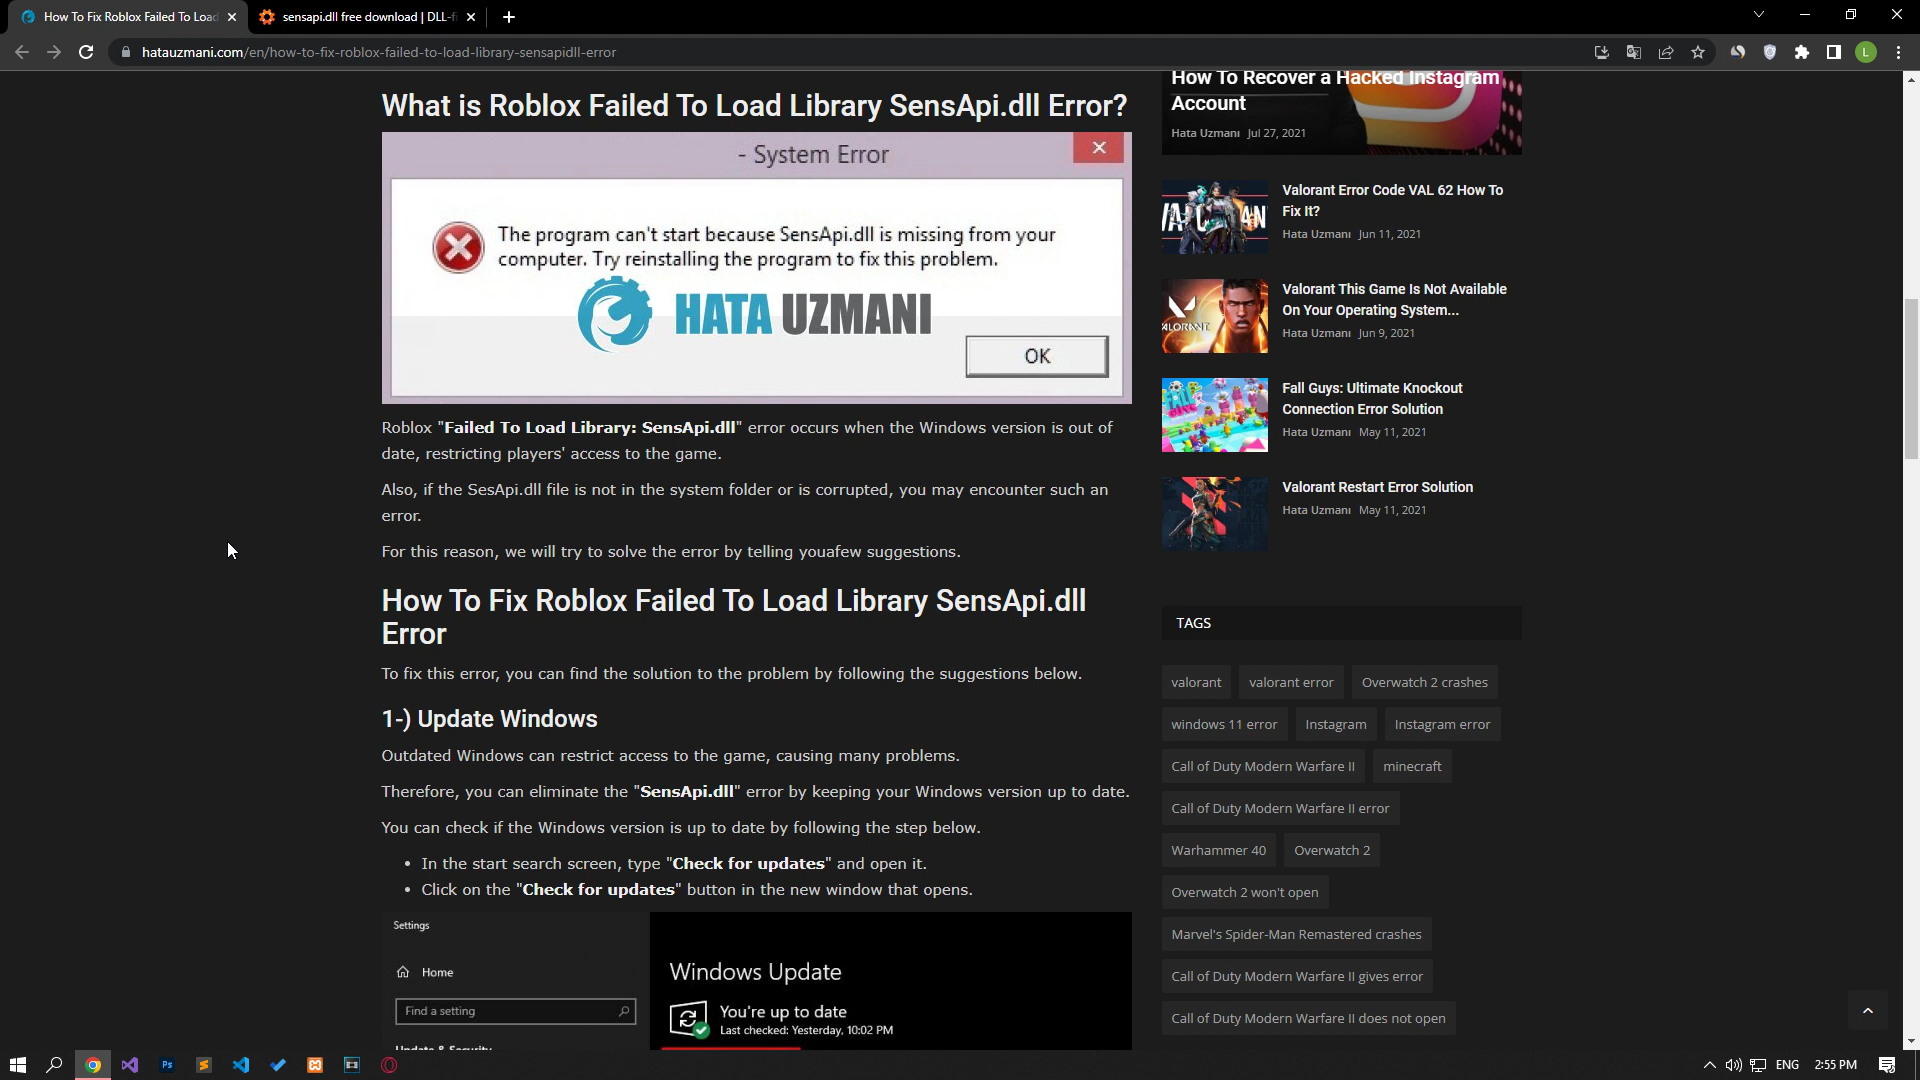 How To Fix Roblox Failed To Load
sensapi.dll free download | DLL-fi
hatauzmani.com/en/how-to-fix-roblox-failed-to-load-library-sensapidll-error
L
What is Roblox Failed To Load Library SensApi.dll Error?
- System Error
The program can't start because SensApi.dll is missing from your
computer. Try reinstalling the program to fix this problem.
HATA UZMANI
OK
Roblox "Failed To Load Library: SensApi.dll" error occurs when the Windows version is out of
date, restricting players' access to the game.
Also, if the SesApi.dll file is not in the system folder or is corrupted, you may encounter such an
error.
For this reason, we will try to solve the error by telling youafew suggestions.
How To Fix Roblox Failed To Load Library SensApi.dll
Error
To fix this error, you can find the solution to the problem by following the suggestions below.
1-) Update Windows
Outdated Windows can restrict access to the game, causing many problems.
Therefore, you can eliminate the "SensApi.dll" error by keeping your Windows version up to date.
You can check if the Windows version is up to date by following the step below.
• In the start search screen, type "Check for updates" and open it.
• Click on the "Check for updates" button in the new window that opens.
Settings
Home
Find a setting
Update & Security
Windows Update
You're up to date
Last checked: Yesterday, 10:02 PM
How To Recover a Hacked Instagram
Account
Hata Uzmanı Jul 27, 2021
Valorant Error Code VAL 62 How To
Fix It?
Hata Uzmanı Jun 11, 2021
VALORANT
Valorant This Game Is Not Available
On Your Operating System...
Hata Uzmanı Jun 9, 2021
Fall Guys: Ultimate Knockout
Connection Error Solution
Hata Uzmanı May 11, 2021
Valorant Restart Error Solution
Hata Uzmanı May 11, 2021
TAGS
valorant valorant error Overwatch 2 crashes
windows 11 error Instagram Instagram error
Call of Duty Modern Warfare II minecraft
Call of Duty Modern Warfare II error
Warhammer 40 Overwatch 2
Overwatch 2 won't open
Marvel's Spider-Man Remastered crashes
Call of Duty Modern Warfare II gives error
Call of Duty Modern Warfare II does not open
Ps
ENG
2:55 PM